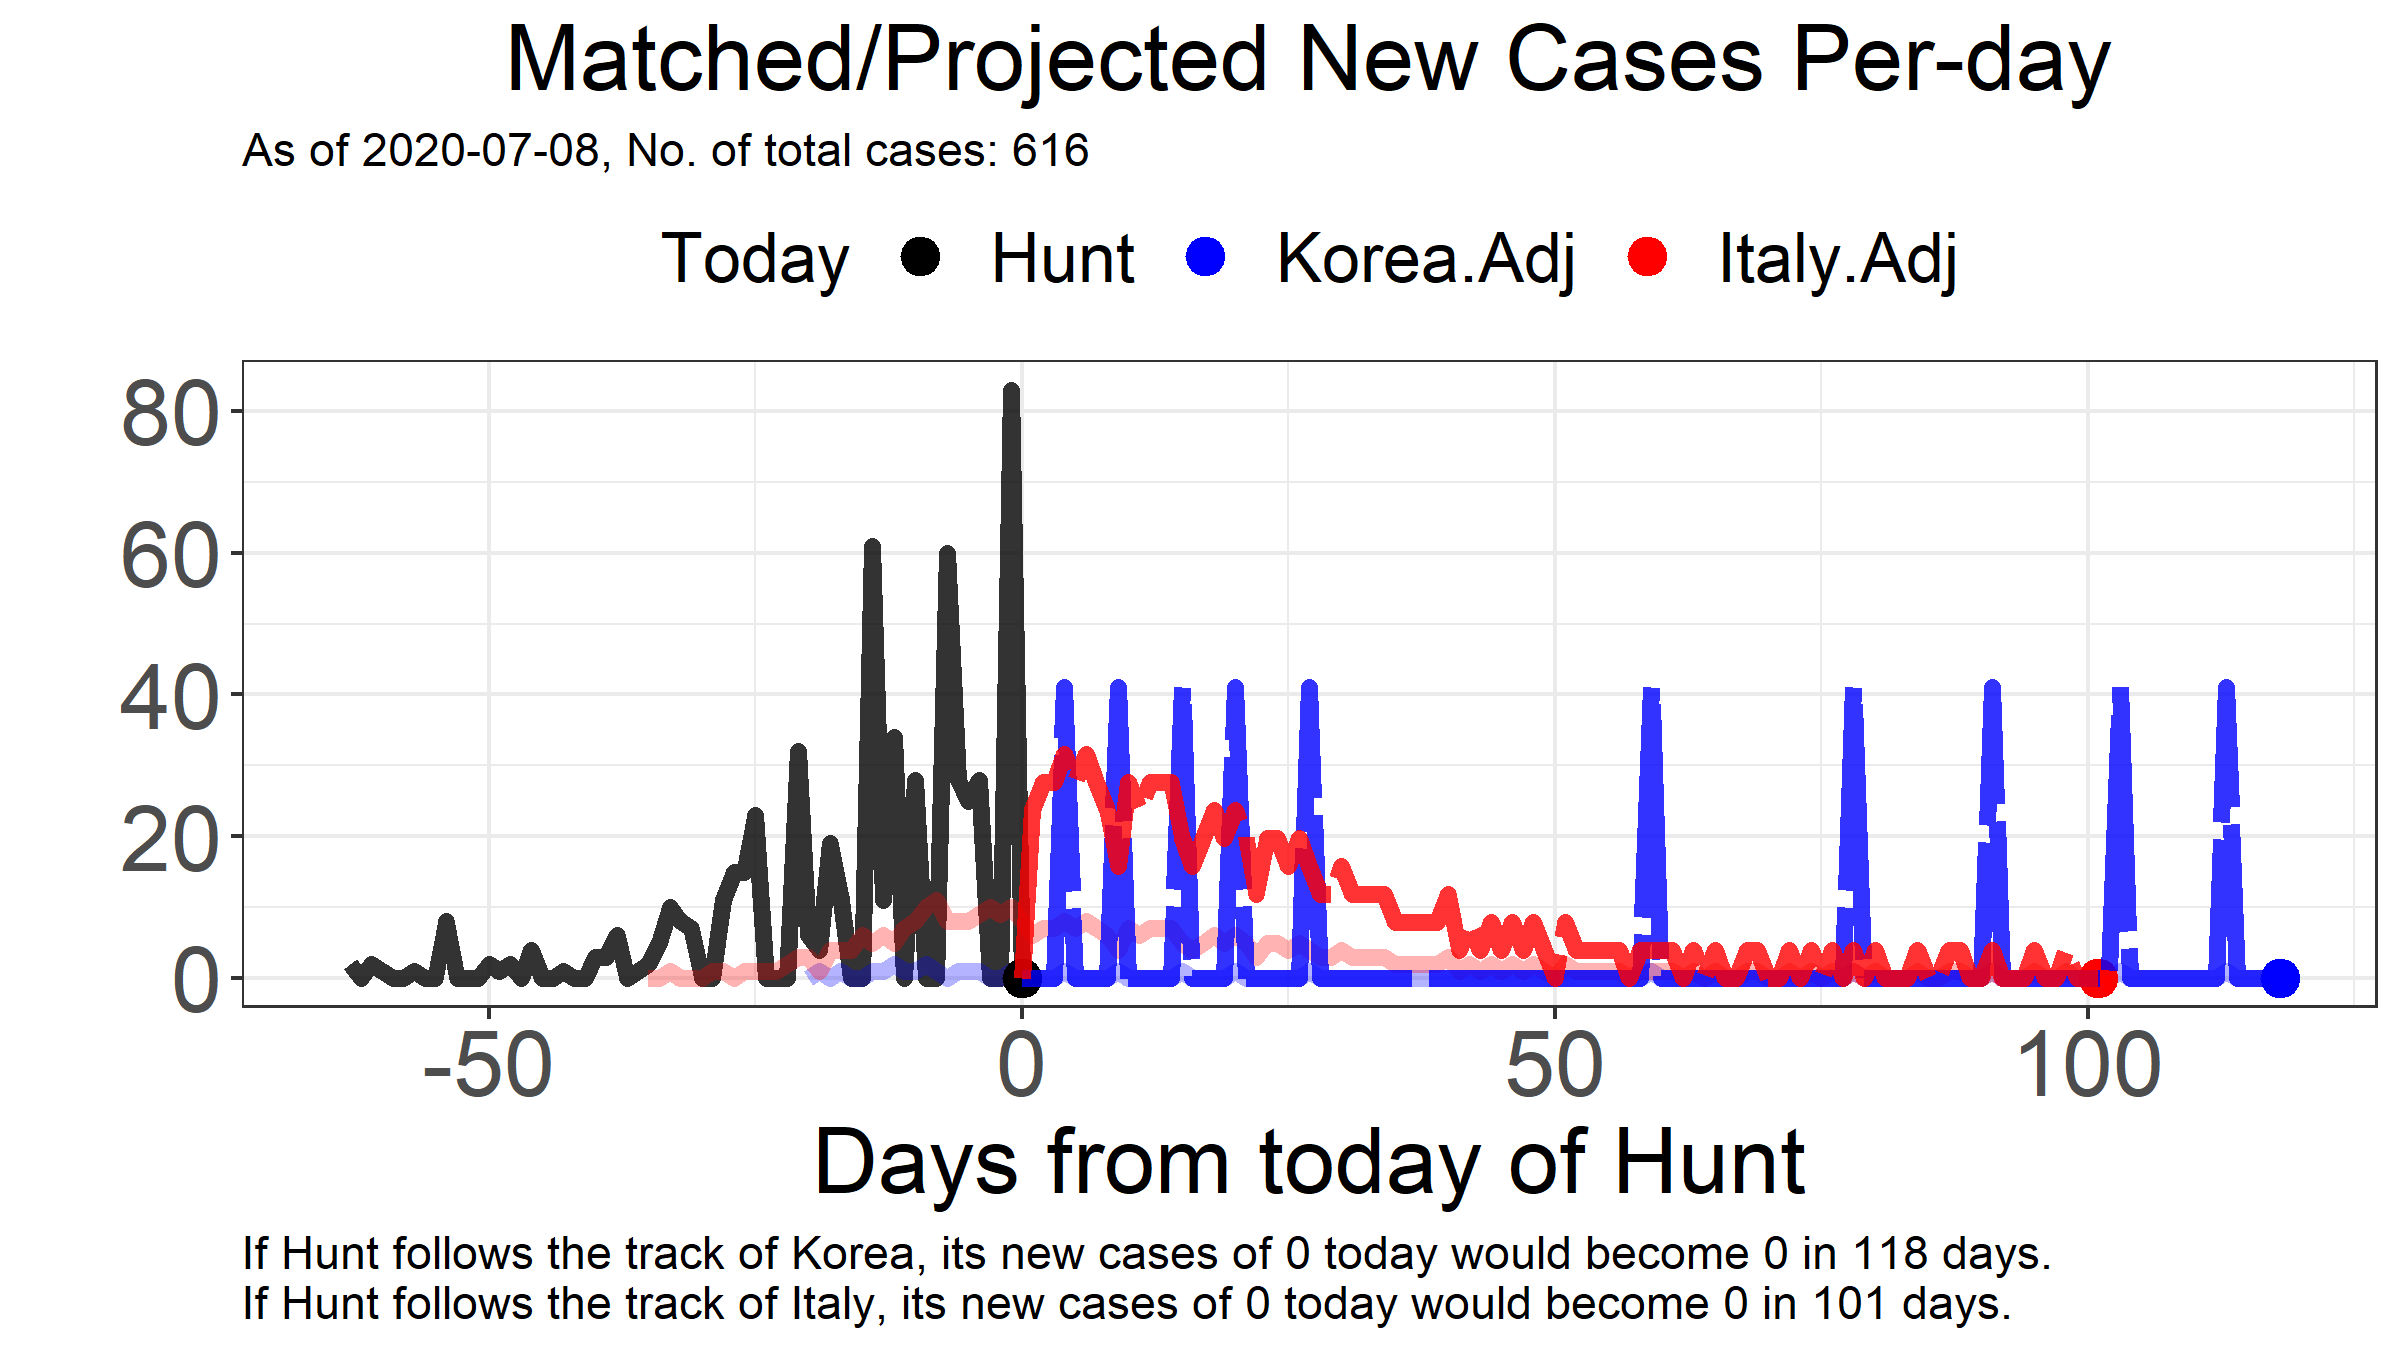 Matched/Projected New Cases Per-day
As of 2020-07-08, No. of total cases: 616
Today Hunt Korea.Adj Italy.Adj
80
60
40
20
0
-50 0 50 100
Days from today of Hunt
If Hunt follows the track of Korea, its new cases of 0 today would become 0 in 118 days.
If Hunt follows the track of Italy, its new cases of 0 today would become 0 in 101 days.